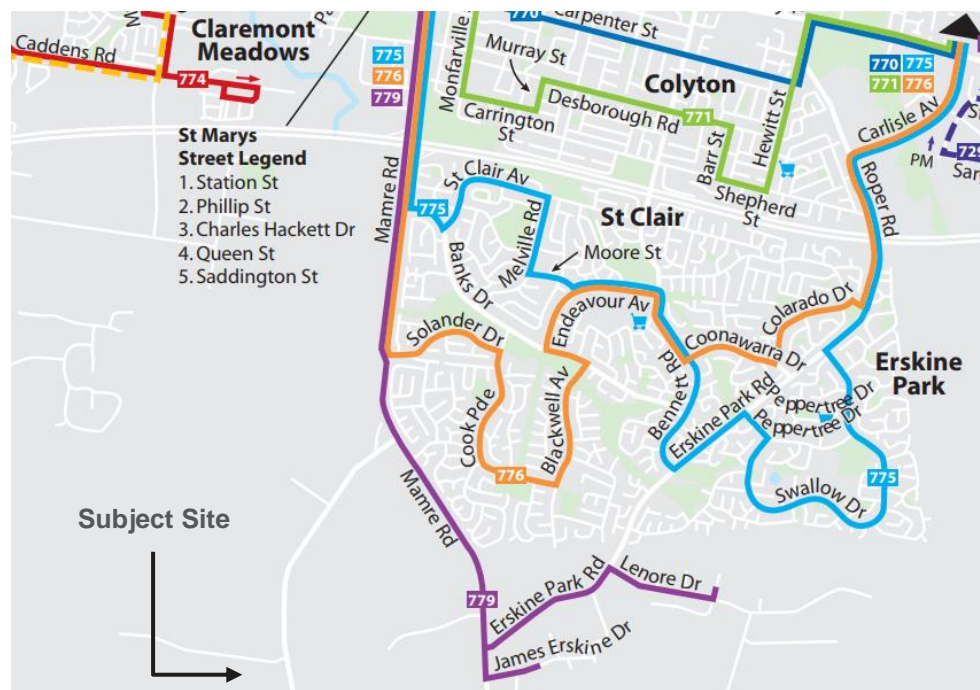 Claremont
Meadows
Caddens Rd
774
770
Carpenter St
Monfarville
Murray St
Colyton
775
776
779
770 775
771 776
Carrington
St
Desborough Rd
771
Hewitt St
Barr St
Shepherd
St
Carlisle Av
PM
729
Roper Rd
St Marys
Street Legend
1. Station St
2. Phillip St
3. Charles Hackett Dr
4. Queen St
5. Saddington St
Mamre Rd
775
St Clair Av
St Clair
Melville Rd
Moore St
Banks Dr
Solander Dr
Endeavour Av
Colarado Dr
Coonawarra Dr
Erskine
Park
Bennett Rd
Erskine Park Rd
Peppertree Dr
Peppertree Dr
Cook Pde
Blackwell Av
776
775
Swallow Dr
Mamre Rd
Subject Site
779
Erskine Park Rd
Lenore Dr
James Erskine Dr